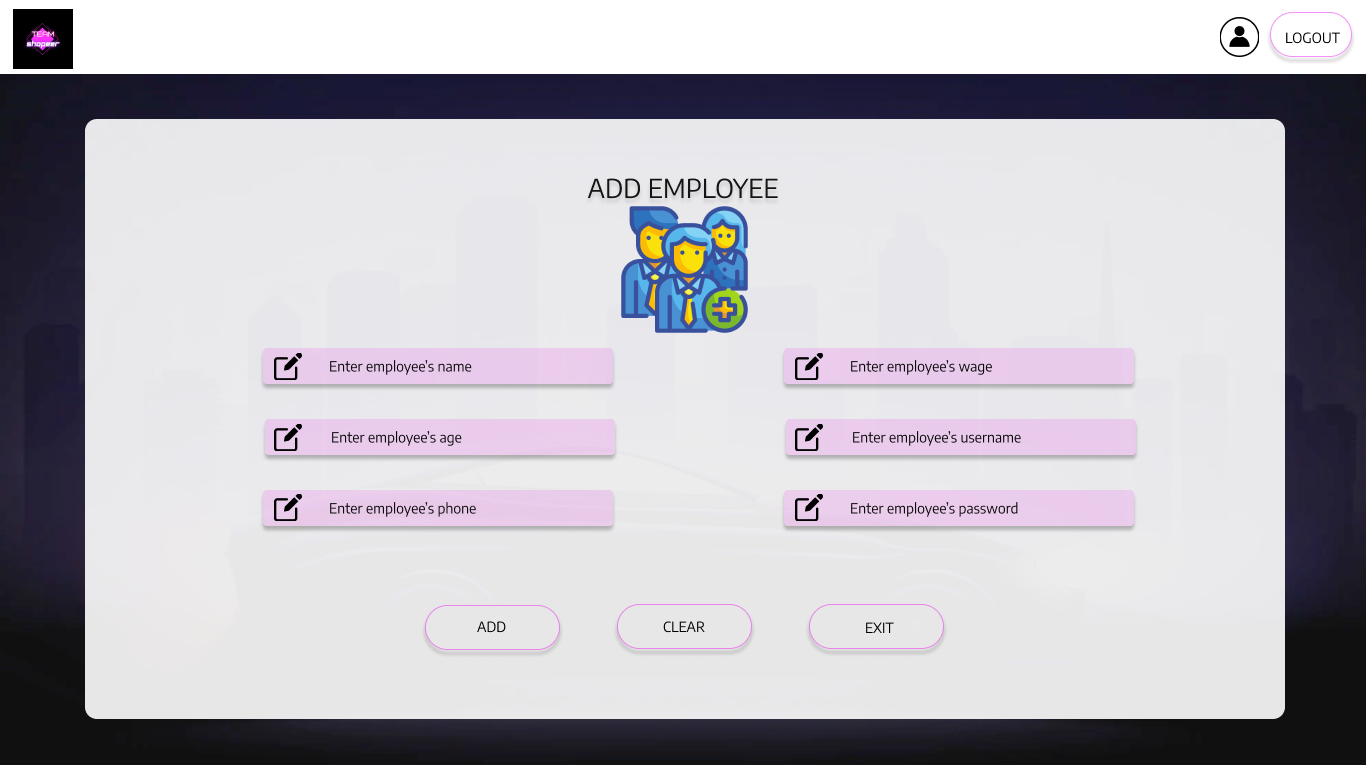 TEAM
shopeer
LOGOUT
ADD EMPLOYEE
Enter employee's name
Enter employee's wage
Enter employee's age
Enter employee's username
Enter employee's phone
Enter employee's password
ADD
CLEAR
EXIT